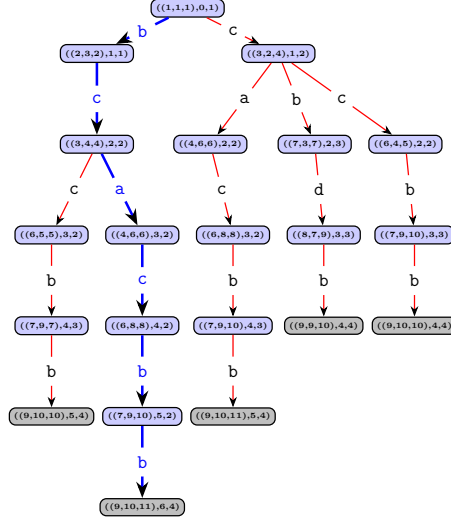 ((1,1,1),0,1)
b
c
((2,3,2),1,1)
((3,2,4),1,2)
c
a
b
c
((3,4,4),2,2)
((4,6,6),2,2)
((7,3,7),2,3)
((6,4,5),2,2)
c
a
c
d
b
((6,5,5),3,2)
((4,6,6),3,2)
((6,8,8),3,2)
((8,7,9),3,3)
((7,9,10),3,3)
b
c
b
b
b
((7,9,7),4,3)
((6,8,8),4,2)
((7,9,10),4,3)
((9,9,10),4,4)
((9,10,10),4,4)
b
b
b
((9,10,10),5,4)
((7,9,10),5,2)
((9,10,11),5,4)
b
((9,10,11),6,4)